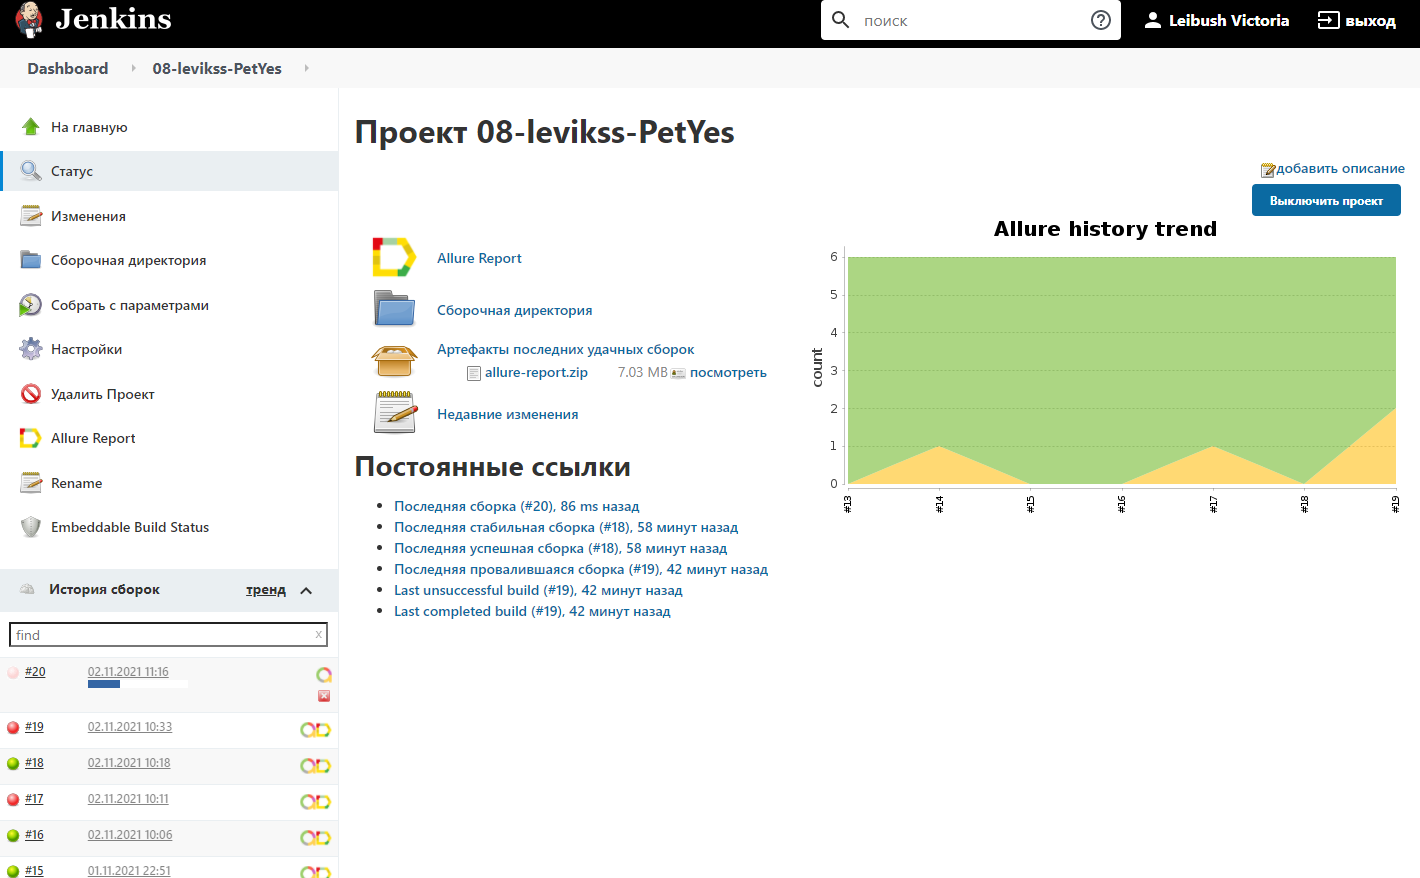 Jenkins
поиск
Leibush Victoria
выход
Dashboard
08-levikss-PetYes
На главную
Статус
Изменения
Сборочная директория
Собрать с параметрами
Настройки
Удалить Проект
Allure Report
Rename
Embeddable Build Status
История сборок
тренд
find
x
#20
02.11.2021 11:16
#19
02.11.2021 10:33
#18
02.11.2021 10:18
#17
02.11.2021 10:11
#16
02.11.2021 10:06
#15
01.11.2021 22:51
Проект 08-levikss-PetYes
добавить описание
Выключить проект
Allure Report
Сборочная директория
Артефакты последних удачных сборок
allure-report.zip 7.03 MB посмотреть
Недавние изменения
Постоянные ссылки
Последняя сборка (#20), 86 ms назад
Последняя стабильная сборка (#18), 58 минут назад
Последняя успешная сборка (#18), 58 минут назад
Последняя провалившаяся сборка (#19), 42 минут назад
Last unsuccessful build (#19), 42 минут назад
Last completed build (#19), 42 минут назад
Allure history trend
count
6
5
4
3
2
1
0
#13
#14
#15
#16
#17
#18
#19